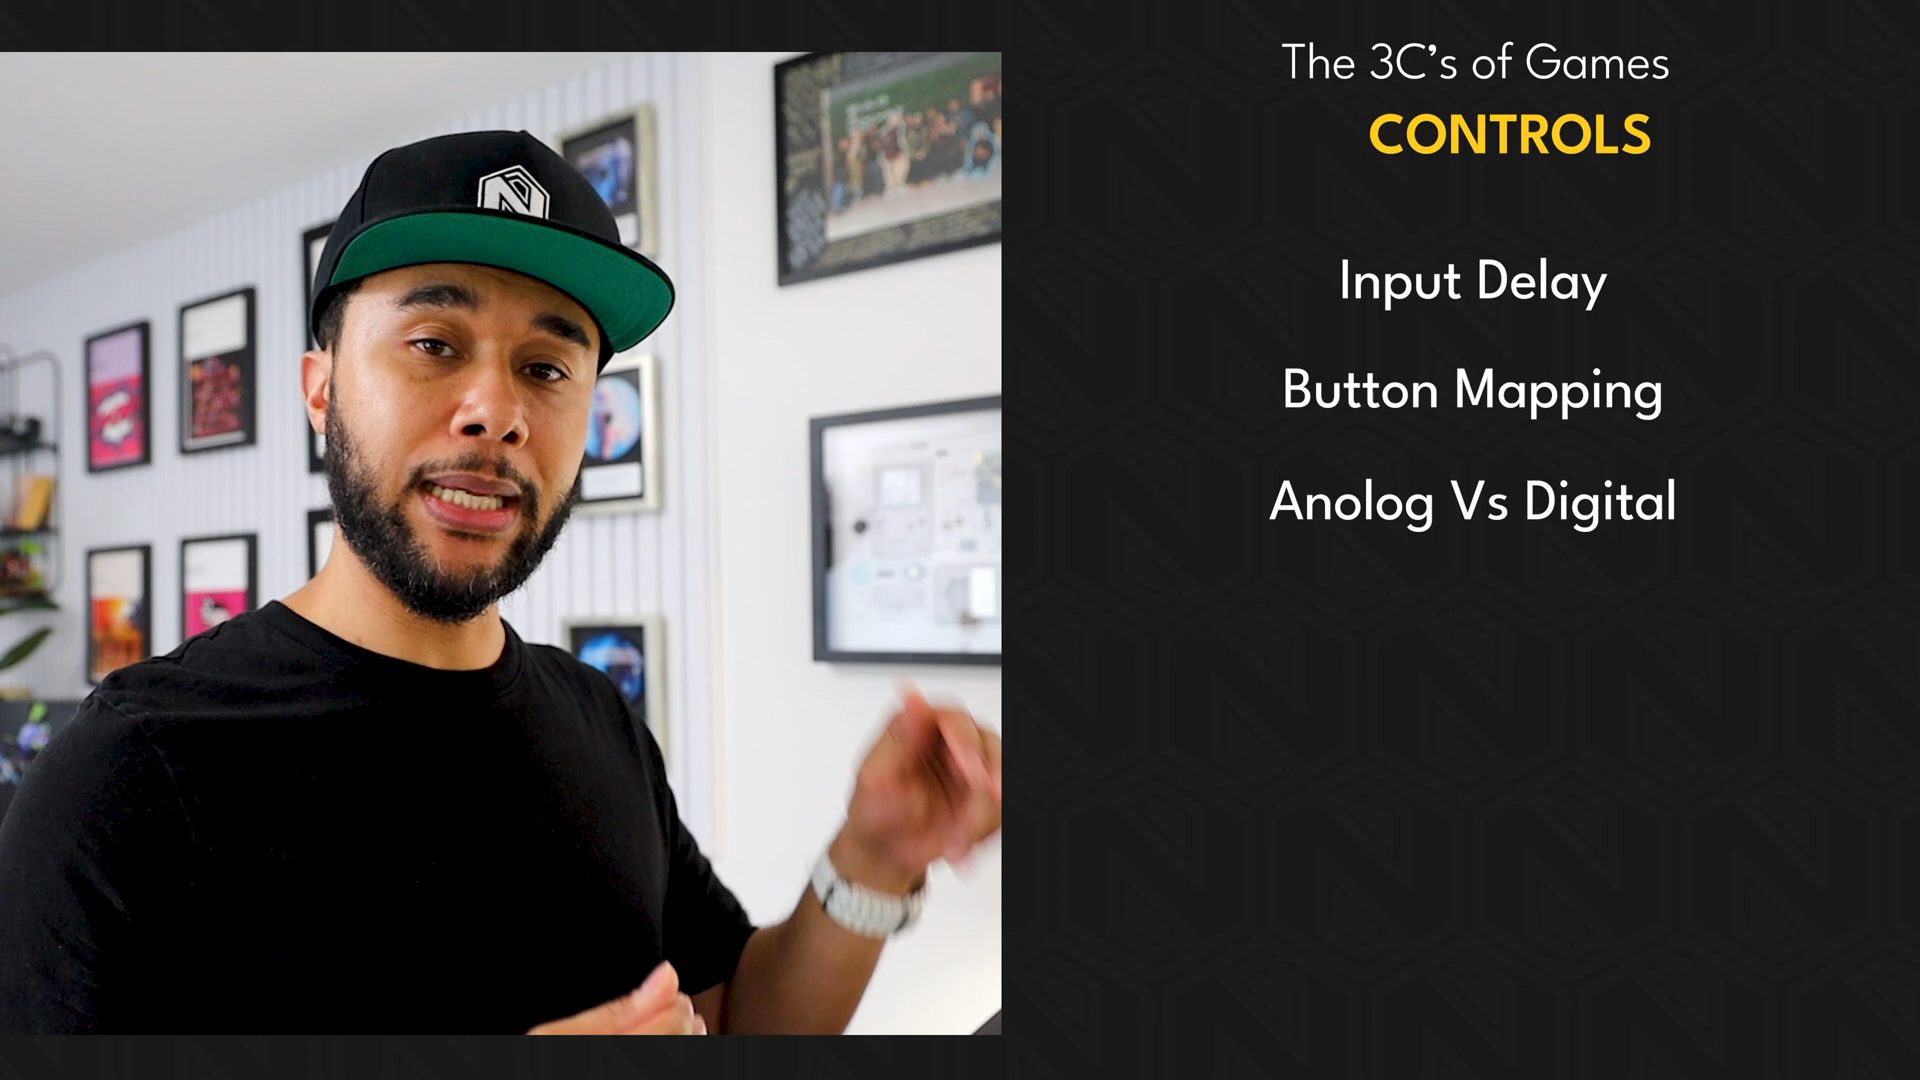 The 3C’s of Games
CONTROLS
Input Delay
Button Mapping
Anolog Vs Digital